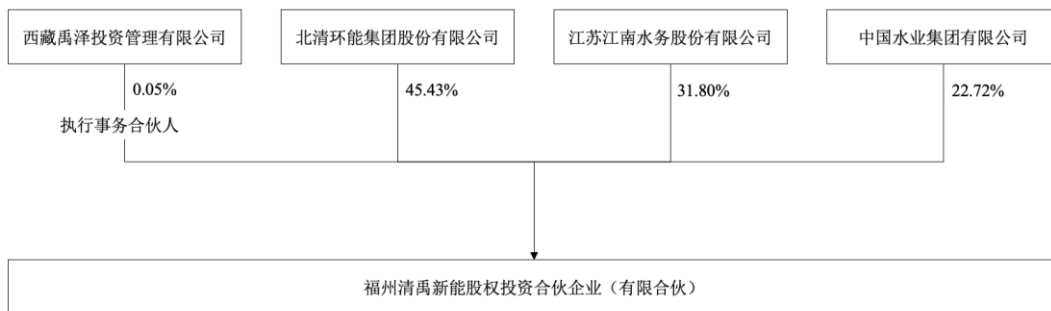 西藏禹泽投资管理有限公司
北清环能集团股份有限公司
江苏江南水务股份有限公司
中国水业集团有限公司
0.05%
45.43%
31.80%
22.72%
执行事务合伙人
福州清禹新能股权投资合伙企业（有限合伙）